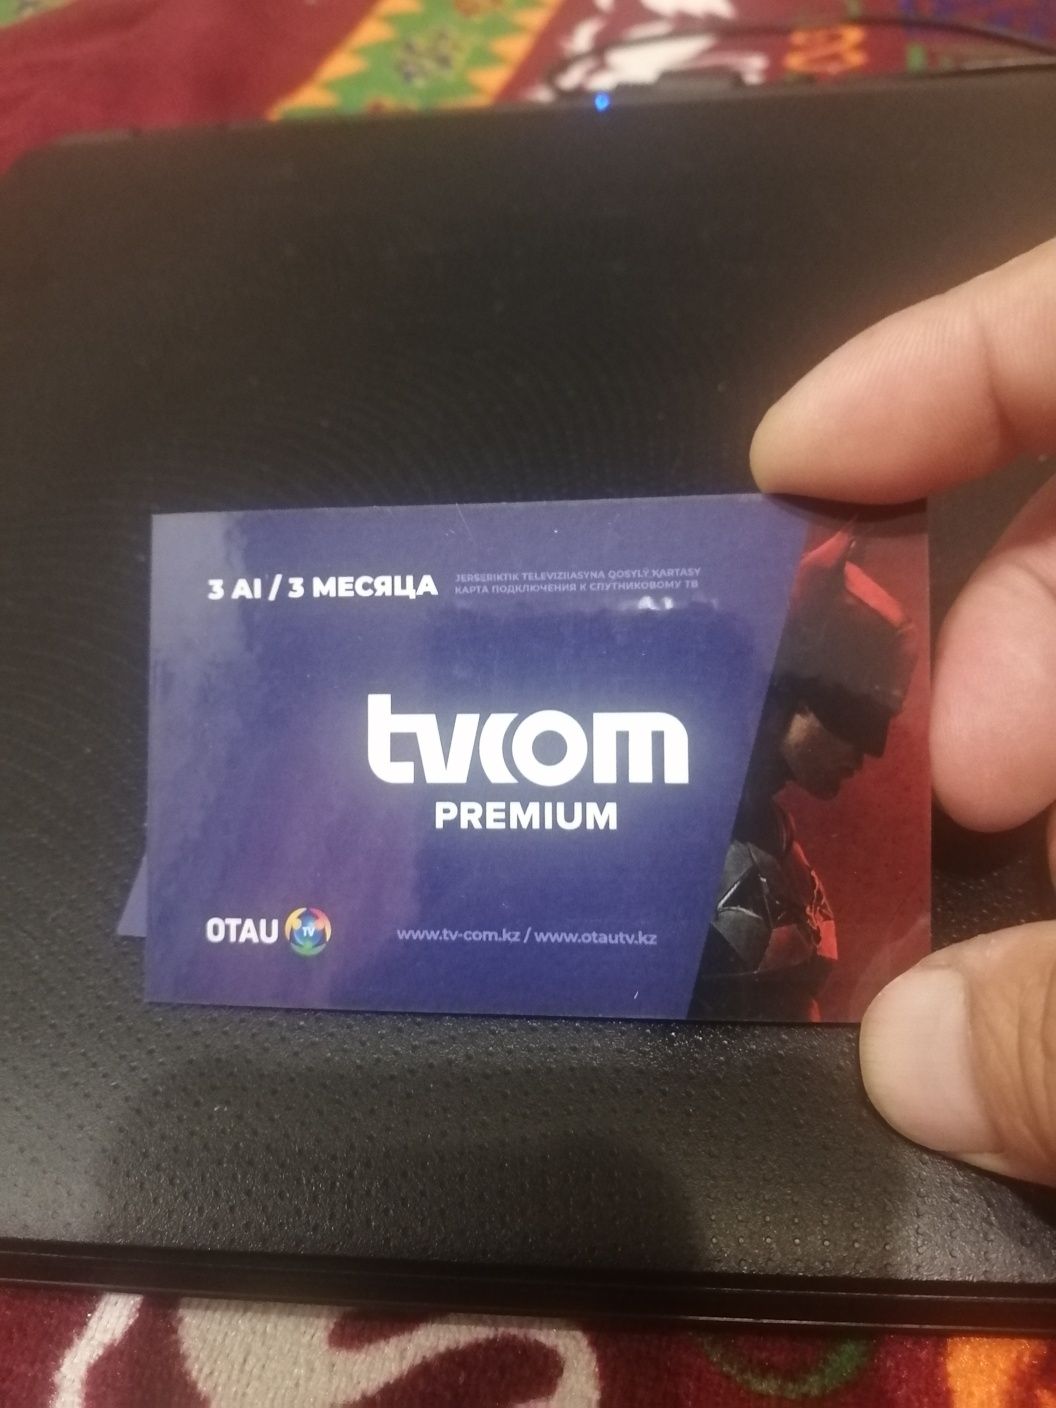 3 AI / 3 МЕСЯЦА
JERSERIKTIK TELEVIZIIASYNA QOSYLÝ KARTASY
КАРТА ПОДКЛЮЧЕНИЯ К СПУТНИКОВОМУ ТВ
tvcom
PREMIUM
OTAU TV
www.tv-com.kz / www.otautv.kz